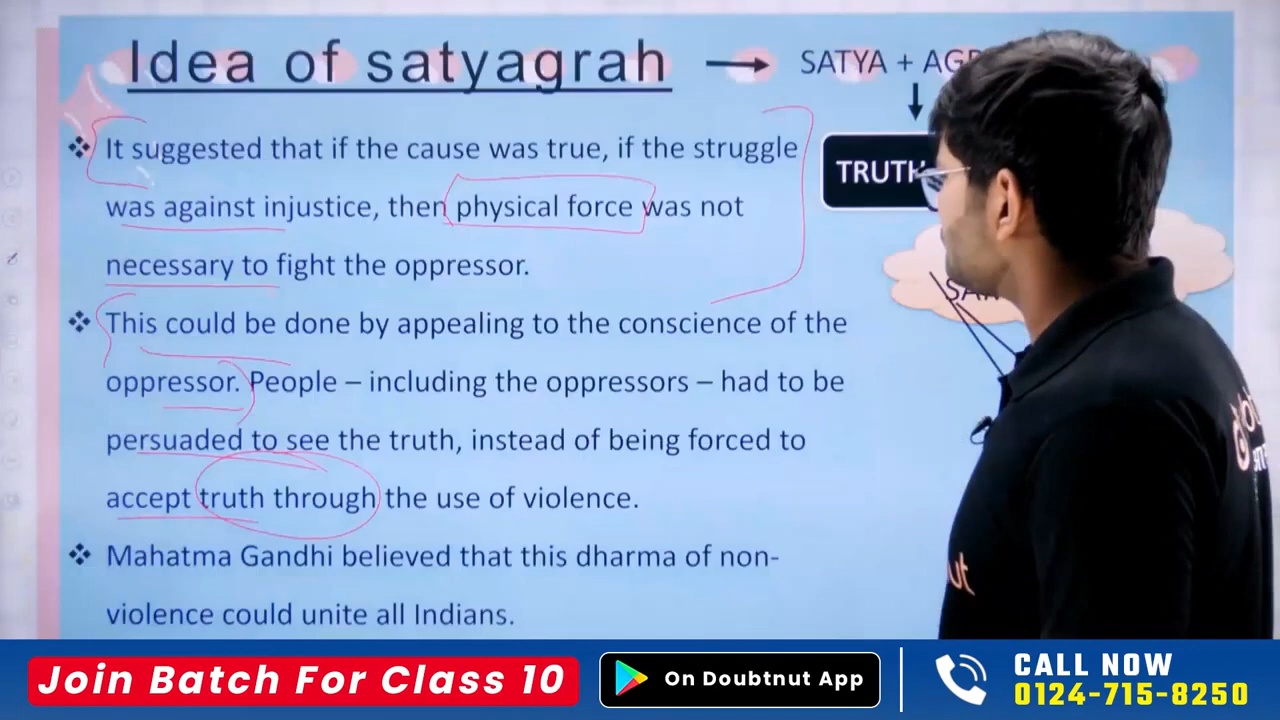 Idea of satyagrah
SATYA +
❖ It suggested that if the cause was true, if the struggle
was against injustice, then physical force was not
necessary to fight the oppressor.
❖ This could be done by appealing to the conscience of the
oppressor. People – including the oppressors – had to be
persuaded to see the truth, instead of being forced to
accept truth through the use of violence.
❖ Mahatma Gandhi believed that this dharma of non-
violence could unite all Indians.
TRUTH
Join Batch For Class 10
On Doubtnut App
CALL NOW
0124-715-8250